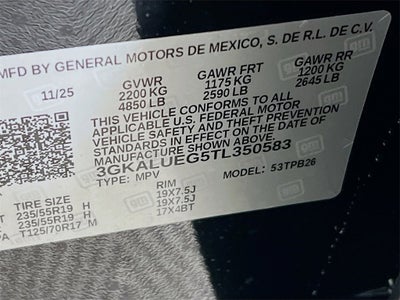 MFD BY GENERAL MOTORS DE MEXICO, S. DE R.L. DE C.V.
11/25 GVWR GAWR FRT GAWR RR
2200 KG 1175 KG 1200 KG
4850 LB 2590 LB 2645 LB
THIS VEHICLE CONFORMS TO ALL
APPLICABLE U.S. FEDERAL MOTOR
VEHICLE SAFETY AND THEFT PREVENTION
STANDARDS IN EFFECT ON THE DATE OF
MANUFACTURE SHOWN ABOVE.
3GKALUEG5TL350583
TYPE: MPV MODEL: 53TPB26
TIRE SIZE RIM
235/55R19 H 19X7.5J
235/55R19 H 19X7.5J
T125/70R17 M 17X4BT